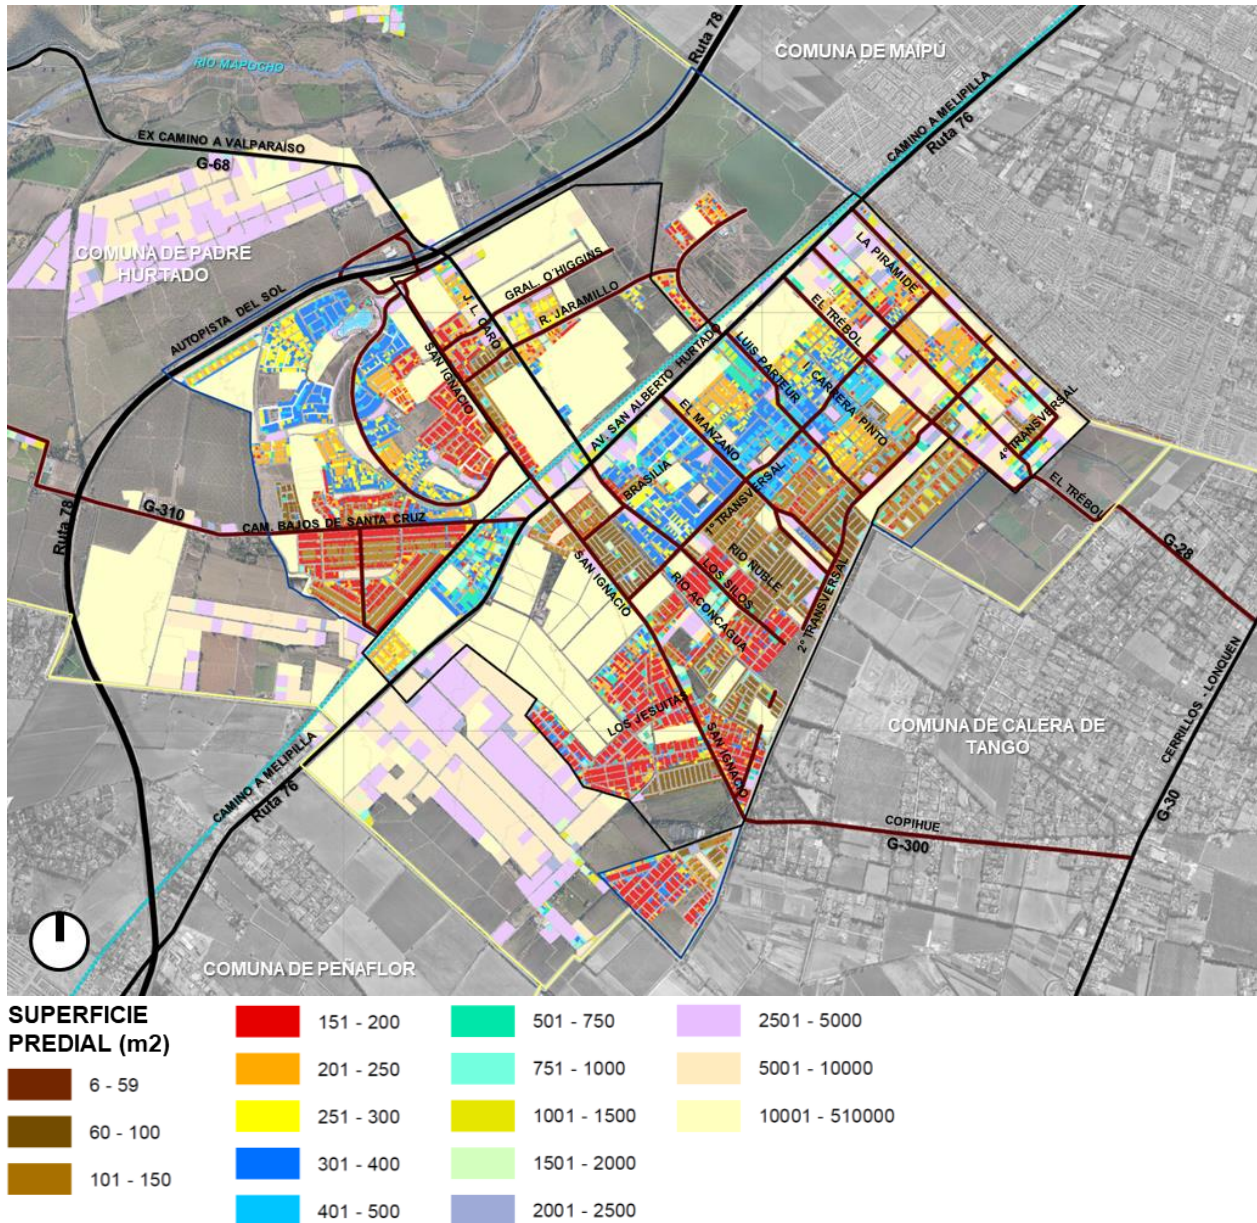 COMUNA DE MAIPÚ
Ruta 78
RÍO MAPOCHO
CAMINO A MELIPILLA
Ruta 76
EX CAMINO A VALPARAÍSO
G-68
COMUNA DE PADRE
HURTADO
LA PIRÁMIDE
GRAL. O'HIGGINS
J. L. CARO
R. JARAMILLO
AUTOPISTA DEL SOL
EL TRÉBOL
SAN IGNACIO
AV. SAN ALBERTO HURTADO
LUIS PARTEUR
I. CARRERA PINTO
EL MANZANO
4° TRANSVERSAL
BRASILIA
1° TRANSVERSAL
EL TRÉBOL
G-310
CAM. BAJOS DE SANTA CRUZ
Ruta 78
G-28
RIO ÑUBLE
SAN IGNACIO
LOS SILOS
RÍO ACONCAGUA
2° TRANSVERSAL
LOS JESUITAS
SAN IGNACIO
COMUNA DE CALERA DE
TANGO
CERRILLOS - LONQUÉN
G-30
CAMINO A MELIPILLA
Ruta 76
COPIHUE
G-300
COMUNA DE PEÑAFLOR
SUPERFICIE
PREDIAL (m2)
6 - 59
60 - 100
101 - 150
151 - 200
201 - 250
251 - 300
301 - 400
401 - 500
501 - 750
751 - 1000
1001 - 1500
1501 - 2000
2001 - 2500
2501 - 5000
5001 - 10000
10001 - 510000